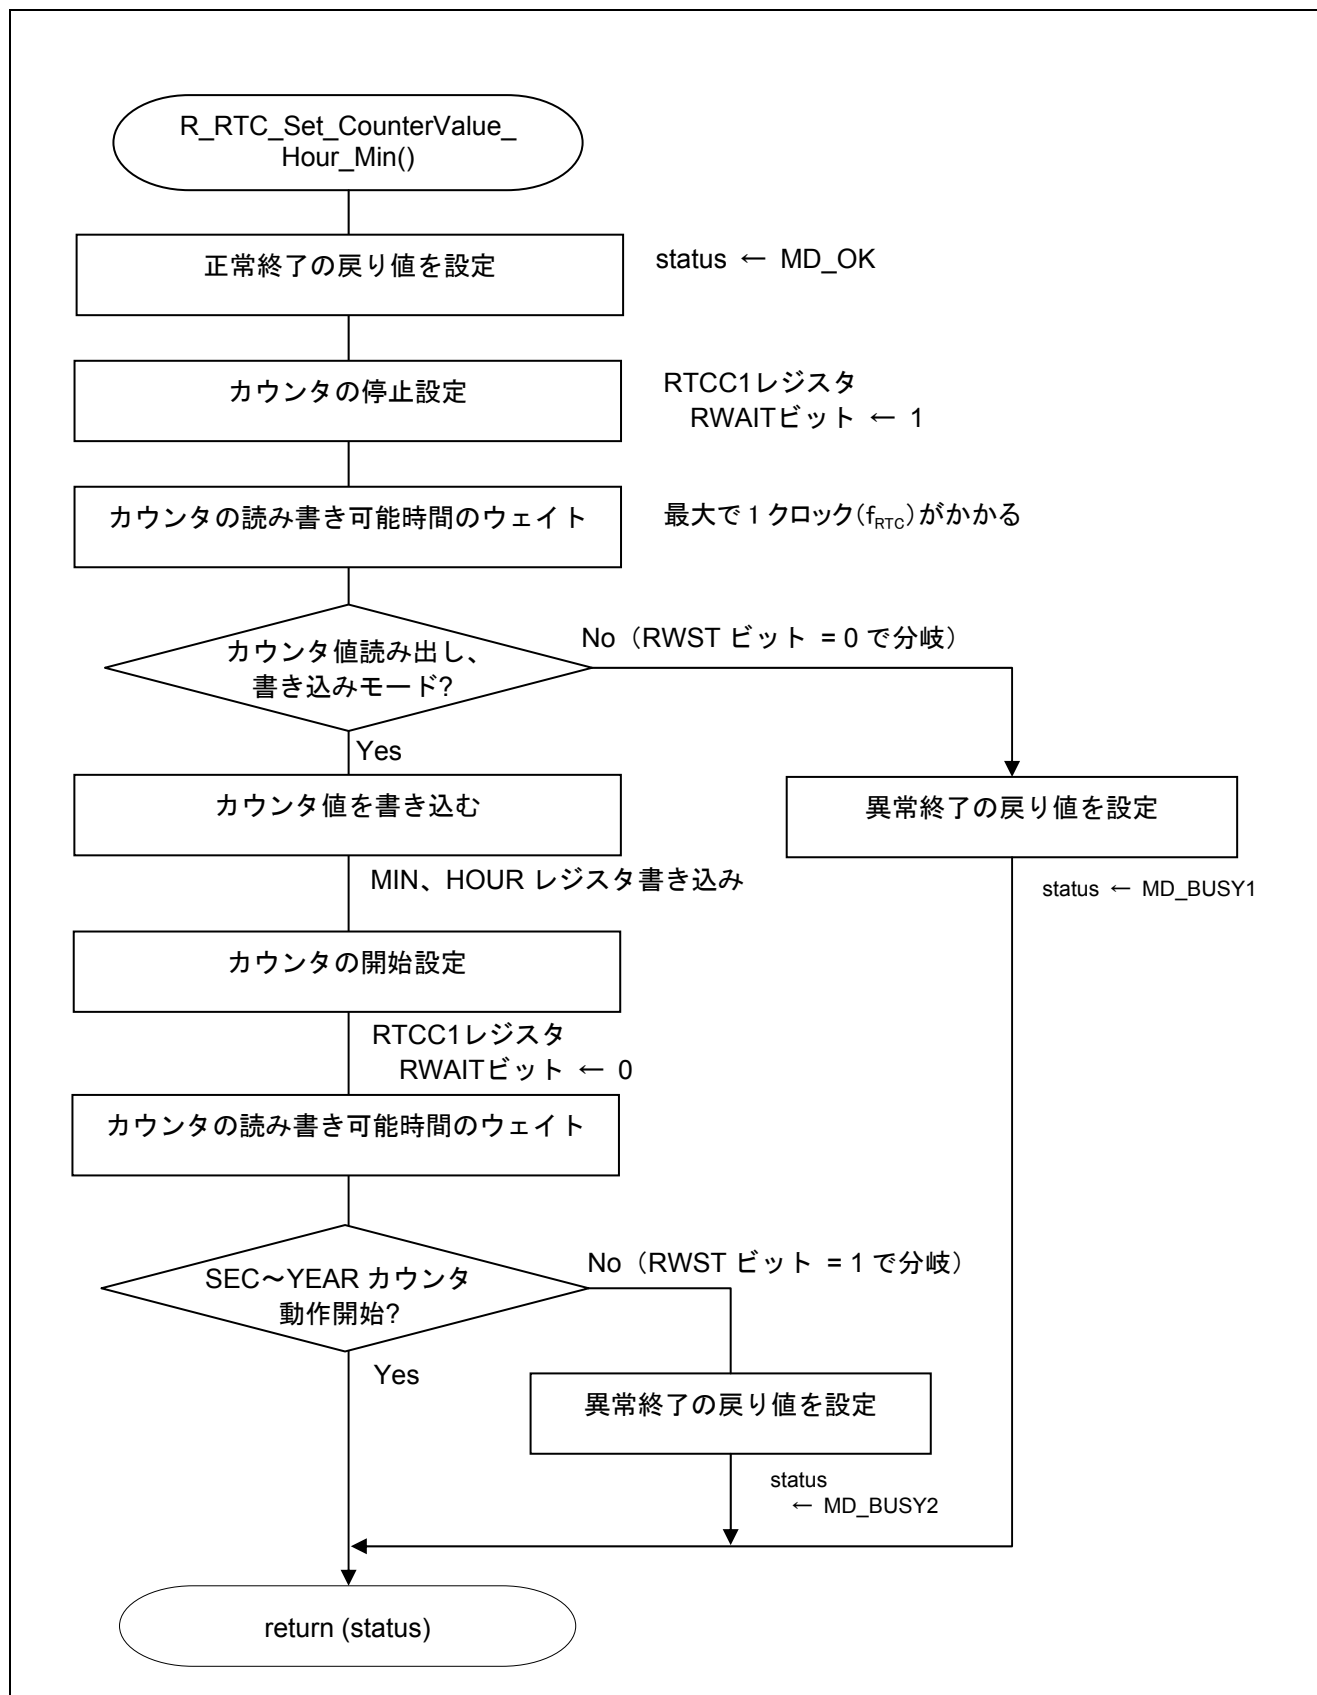 R_RTC_Set_CounterValue_
Hour_Min()
正常終了の戻り値を設定
status ← MD_OK
カウンタの停止設定
RTCC1レジスタ
RWAITビット ← 1
カウンタの読み書き可能時間のウェイト
最大で1クロック(fRTC)がかかる
カウンタ値読み出し、
書き込みモード?
No（RWST ビット = 0 で分岐）
Yes
カウンタ値を書き込む
異常終了の戻り値を設定
MIN、HOUR レジスタ書き込み
status ← MD_BUSY1
カウンタの開始設定
RTCC1レジスタ
RWAITビット ← 0
カウンタの読み書き可能時間のウェイト
SEC～YEAR カウンタ
動作開始?
No（RWST ビット = 1 で分岐）
Yes
異常終了の戻り値を設定
status
← MD_BUSY2
return (status)